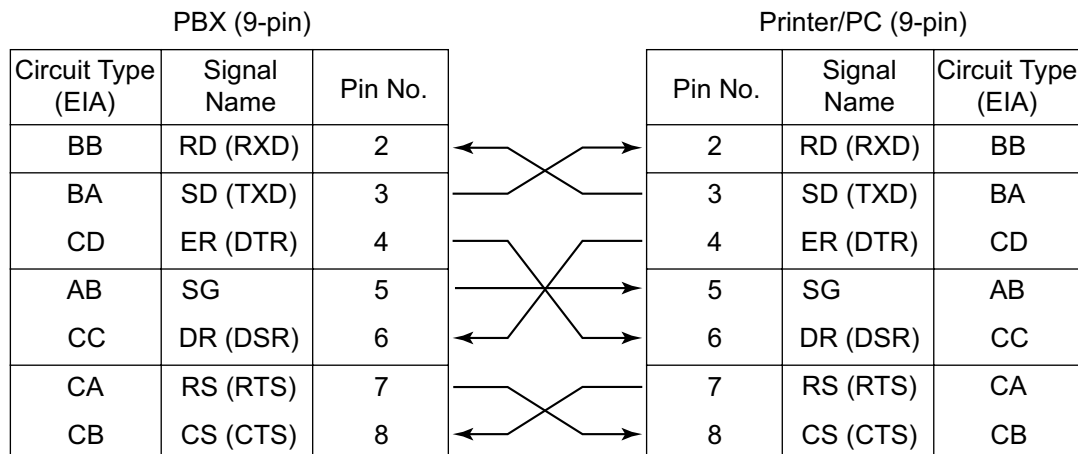 PBX (9-pin) Printer/PC (9-pin)
Circuit Type (EIA) Signal Name Pin No. Pin No. Signal Name Circuit Type (EIA)
BB RD (RXD) 2 2 RD (RXD) BB
BA SD (TXD) 3 3 SD (TXD) BA
CD ER (DTR) 4 4 ER (DTR) CD
AB SG 5 5 SG AB
CC DR (DSR) 6 6 DR (DSR) CC
CA RS (RTS) 7 7 RS (RTS) CA
CB CS (CTS) 8 8 CS (CTS) CB